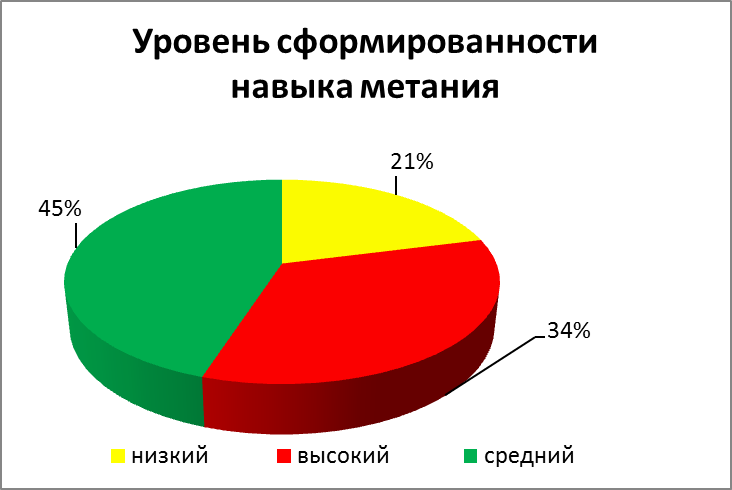 Уровень сформированности
навыка метания
21%
45%
34%
низкий
высокий
средний